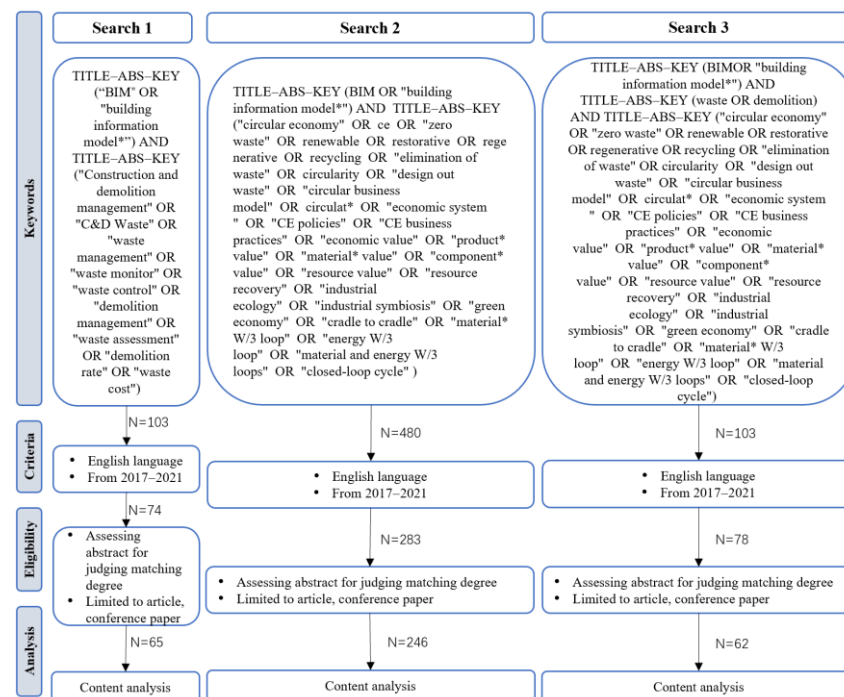 Search 1
Search 2
Search 3
Keywords
TITLE–ABS–KEY
("BIM" OR
"building
information
model*") AND
TITLE–ABS–KEY
("Construction and
demolition
management" OR
"C&D Waste" OR
"waste
management" OR
"waste monitor" OR
"waste control" OR
"demolition
management" OR
"waste assessment"
OR "demolition
rate" OR "waste
cost")
TITLE–ABS–KEY (BIM OR "building
information model*") AND TITLE–ABS–KEY
("circular economy" OR ce OR "zero
waste" OR renewable OR restorative OR rege
nerative OR recycling OR "elimination of
waste" OR circularity OR "design out
waste" OR "circular business
model" OR circulat* OR "economic system
" OR "CE policies" OR "CE business
practices" OR "economic value" OR "product*
value" OR "material* value" OR "component*
value" OR "resource value" OR "resource
recovery" OR "industrial
ecology" OR "industrial symbiosis" OR "green
economy" OR "cradle to cradle" OR "material*
W/3 loop" OR "energy W/3
loop" OR "material and energy W/3
loops" OR "closed-loop cycle" )
TITLE–ABS–KEY (BIMOR "building
information model*") AND
TITLE–ABS–KEY (waste OR demolition)
AND TITLE–ABS–KEY ("circular economy"
OR "zero waste" OR renewable OR restorative
OR regenerative OR recycling OR "elimination
of waste" OR circularity OR "design out
waste" OR "circular business
model" OR circulat* OR "economic system
" OR "CE policies" OR "CE business
practices" OR "economic
value" OR "product* value" OR "material*
value" OR "component*
value" OR "resource value" OR "resource
recovery" OR "industrial
ecology" OR "industrial
symbiosis" OR "green economy" OR "cradle
to cradle" OR "material* W/3
loop" OR "energy W/3 loop" OR "material
and energy W/3 loops" OR "closed-loop
cycle")
N=103
N=480
N=103
Criteria
• English language
• From 2017–2021
• English language
• From 2017–2021
• English language
• From 2017–2021
N=74
N=283
N=78
Eligibility
• Assessing
abstract for
judging matching
degree
• Limited to article,
conference paper
• Assessing abstract for judging matching degree
• Limited to article, conference paper
• Assessing abstract for judging matching degree
• Limited to article, conference paper
N=65
N=246
N=62
Analysis
Content analysis
Content analysis
Content analysis